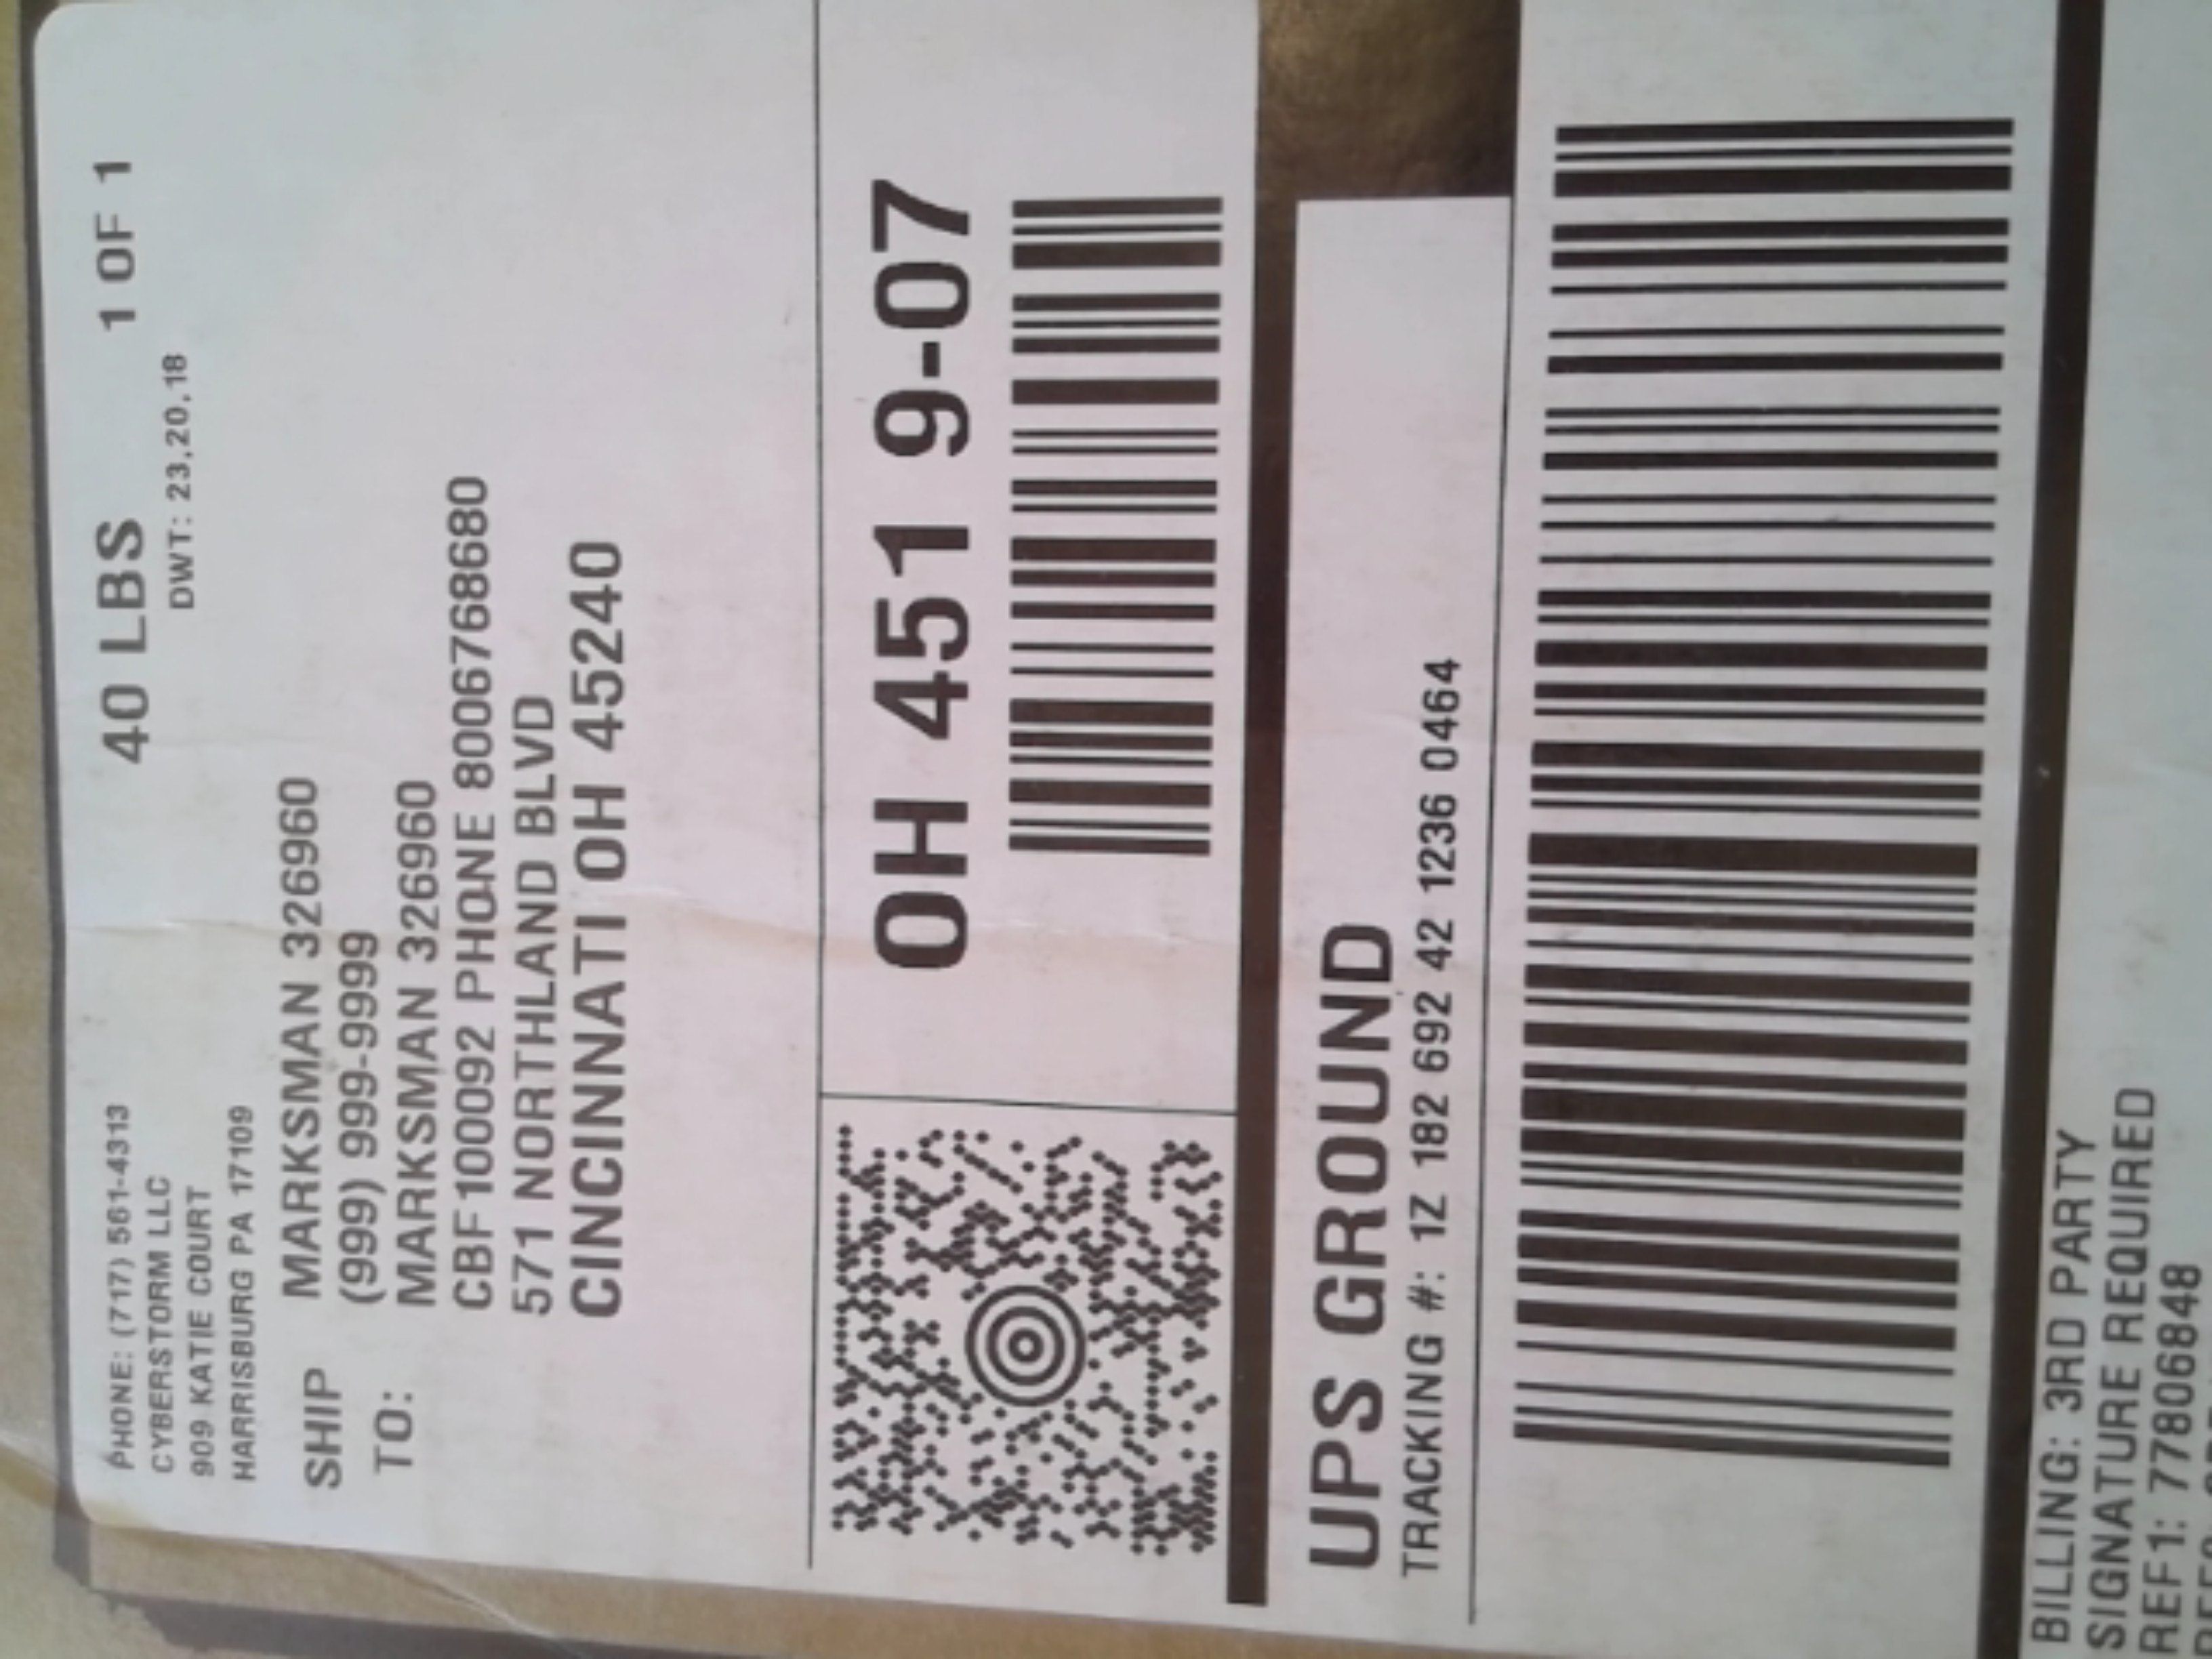 PHONE: (717) 561-4313
CYBERSTORM LLC
909 KATIE COURT
HARRISBURG PA 17109
40 LBS
1 OF 1
DWT: 23,20,18
SHIP
TO:
MARKSMAN 326960
(999) 999-9999
MARKSMAN 326960
CBF100092 PHONE 8006768680
571 NORTHLAND BLVD
CINCINNATI OH 45240
OH 451 9-07
UPS GROUND
TRACKING #: 1Z 182 692 42 1236 0464
BILLING: 3RD PARTY
SIGNATURE REQUIRED
REF1: 77806848